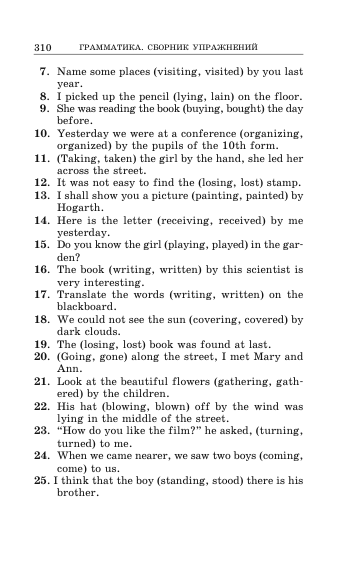 310 ГРАММАТИКА. СБОРНИК УПРАЖНЕНИЙ
7. Name some places (visiting, visited) by you last
year.
8. I picked up the pencil (lying, lain) on the floor.
9. She was reading the book (buying, bought) the day
before.
10. Yesterday we were at a conference (organizing,
organized) by the pupils of the 10th form.
11. (Taking, taken) the girl by the hand, she led her
across the street.
12. It was not easy to find the (losing, lost) stamp.
13. I shall show you a picture (painting, painted) by
Hogarth.
14. Here is the letter (receiving, received) by me
yesterday.
15. Do you know the girl (playing, played) in the gar-
den?
16. The book (writing, written) by this scientist is
very interesting.
17. Translate the words (writing, written) on the
blackboard.
18. We could not see the sun (covering, covered) by
dark clouds.
19. The (losing, lost) book was found at last.
20. (Going, gone) along the street, I met Mary and
Ann.
21. Look at the beautiful flowers (gathering, gath-
ered) by the children.
22. His hat (blowing, blown) off by the wind was
lying in the middle of the street.
23. “How do you like the film?” he asked, (turning,
turned) to me.
24. When we came nearer, we saw two boys (coming,
come) to us.
25. I think that the boy (standing, stood) there is his
brother.